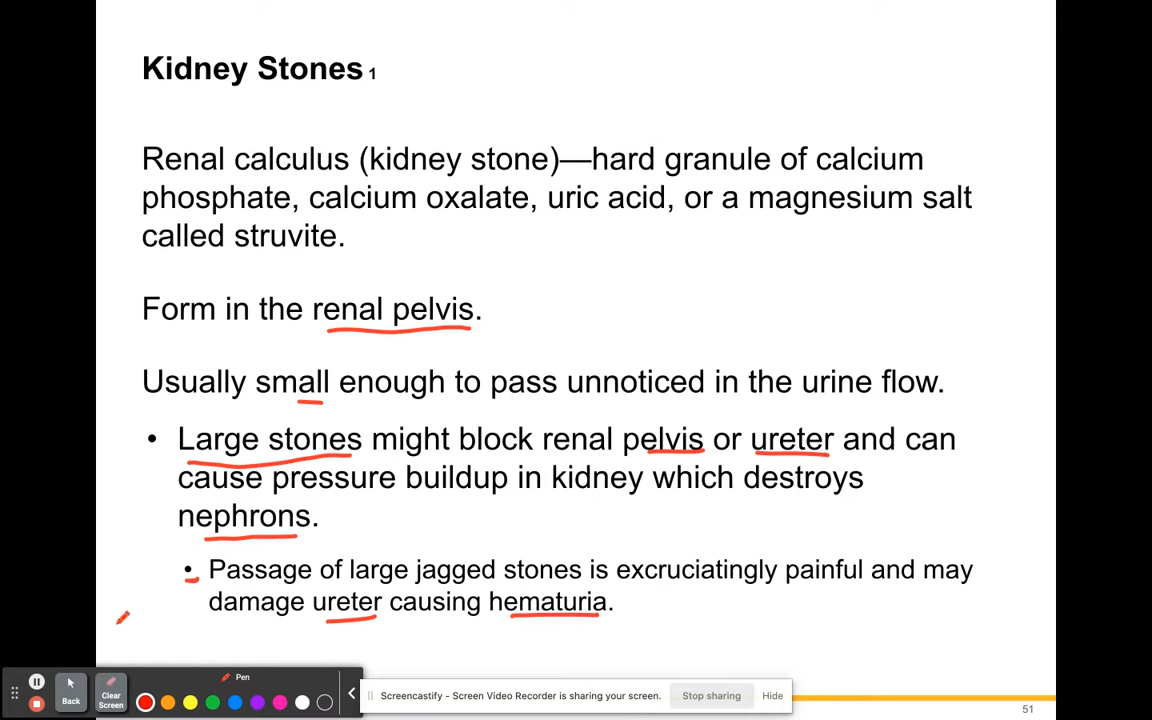 Kidney Stones 1
Renal calculus (kidney stone)—hard granule of calcium
phosphate, calcium oxalate, uric acid, or a magnesium salt
called struvite.
Form in the renal pelvis.
Usually small enough to pass unnoticed in the urine flow.
• Large stones might block renal pelvis or ureter and can
cause pressure buildup in kidney which destroys
nephrons.
• Passage of large jagged stones is excruciatingly painful and may
damage ureter causing hematuria.
Pen
Back
Clear
Screen
Screencastify - Screen Video Recorder is sharing your screen.
Stop sharing
Hide
51